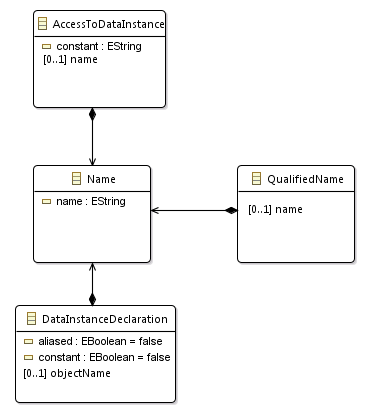 AccessToDataInstance
constant : EString
[0..1] name
Name
name : EString
QualifiedName
[0..1] name
DataInstanceDeclaration
aliased : EBoolean = false
constant : EBoolean = false
[0..1] objectName